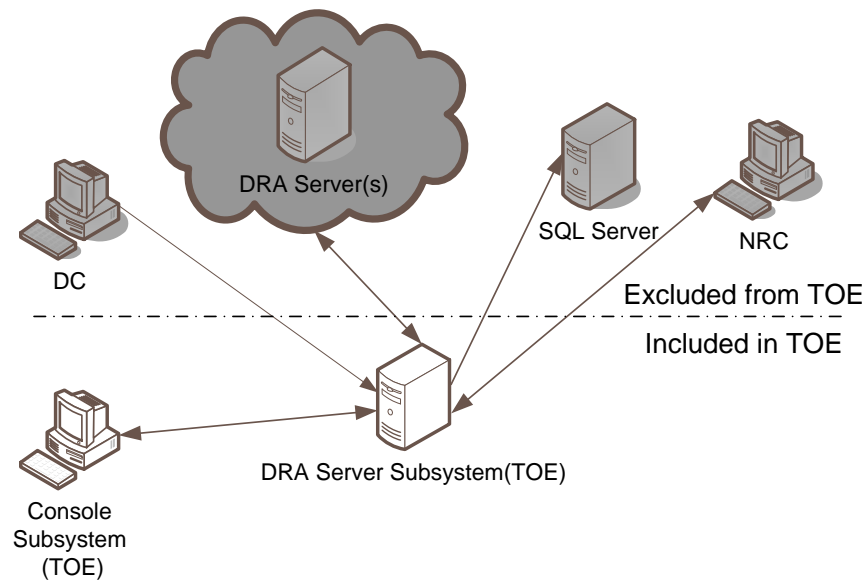 DRA Server(s)
SQL Server
NRC
DC
Excluded from TOE
Included in TOE
DRA Server Subsystem(TOE)
Console
Subsystem
(TOE)